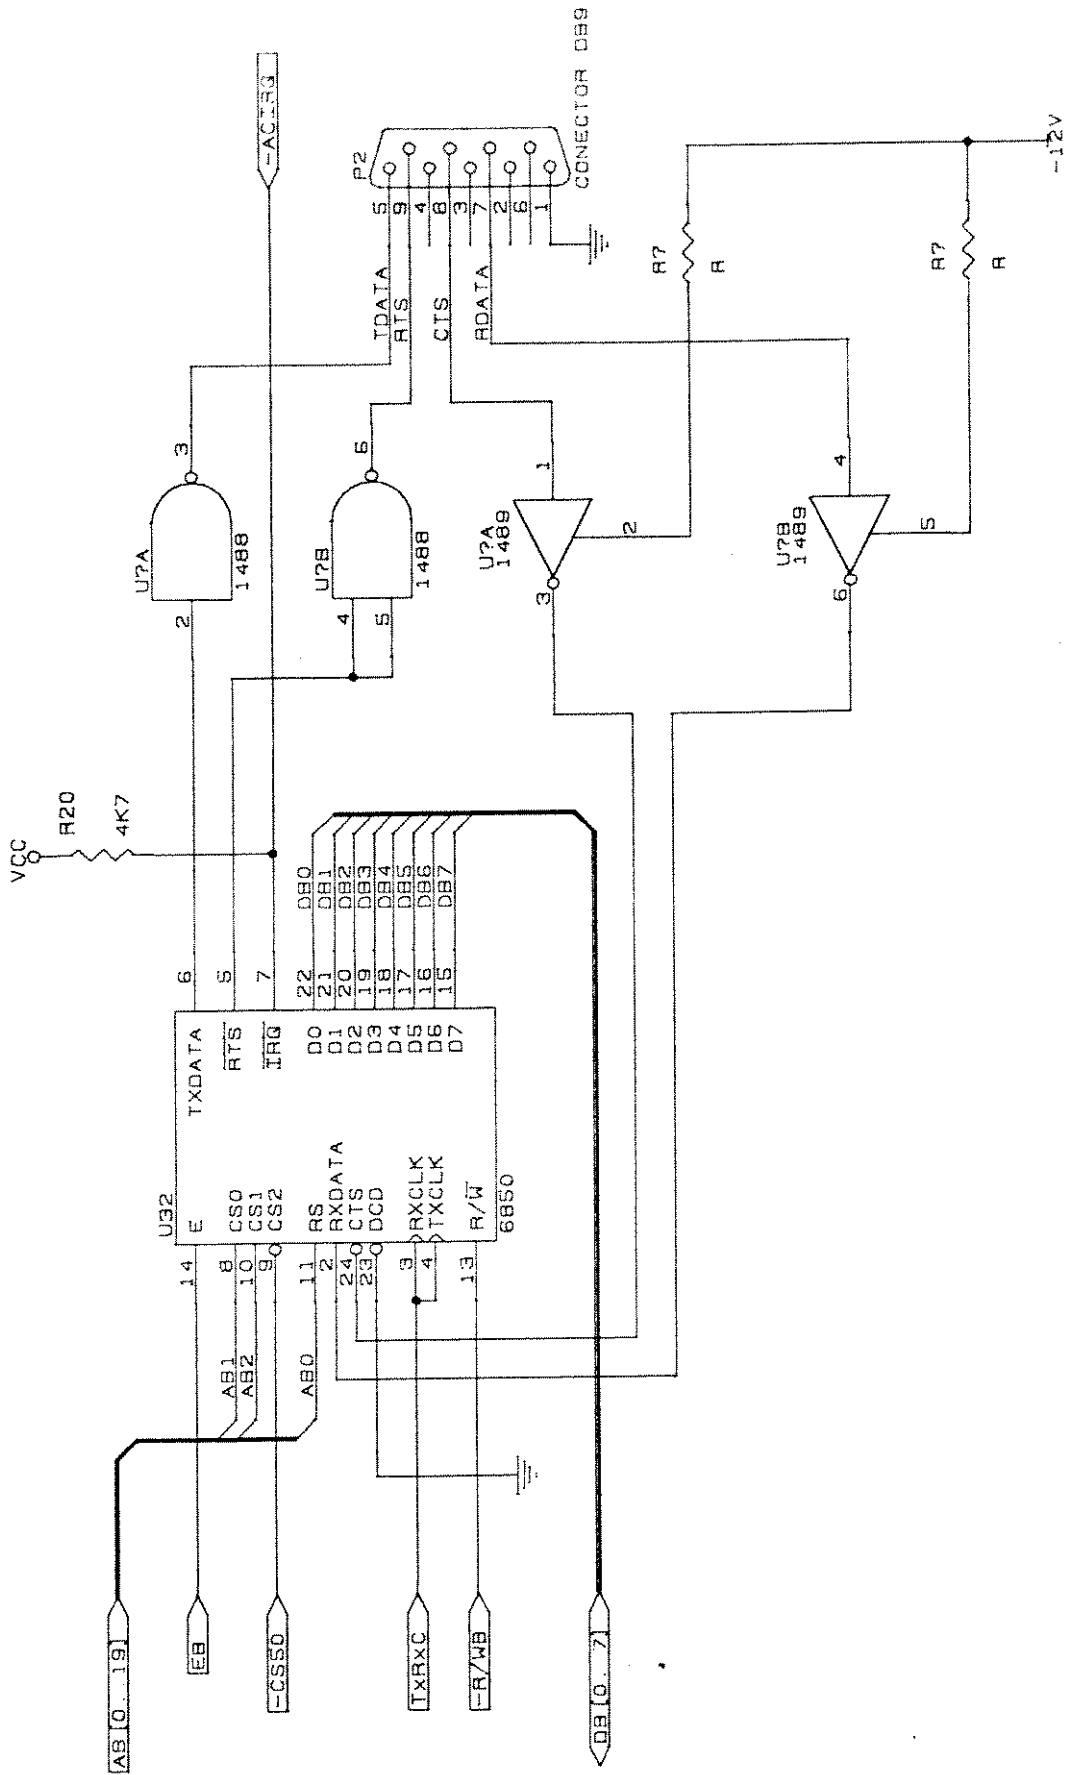 AB[0..19]
EB
-CS50
TxRxC
-R/WB
DB[0..7]
AB1
AB2
AB0
U32
14
E
8
CS0
10
CS1
9
CS2
11
RS
2
RXDATA
24
CTS
23
DCD
3
RXCLK
4
TXCLK
13
R/W
6850
TXDATA
6
RTS
5
IRQ
7
D0
22
DB0
D1
21
DB1
D2
20
DB2
D3
19
DB3
D4
18
DB4
D5
17
DB5
D6
16
DB6
D7
15
DB7
VCC
R20
4K7
-ACIRQ
U?A
2
3
1488
U?B
4
5
6
1488
U?A
1489
3
1
2
U?B
1489
6
4
5
TDATA
RTS
CTS
RDATA
P2
5
9
4
8
3
7
2
6
1
CONECTOR DB9
R?
R
R?
R
-12V